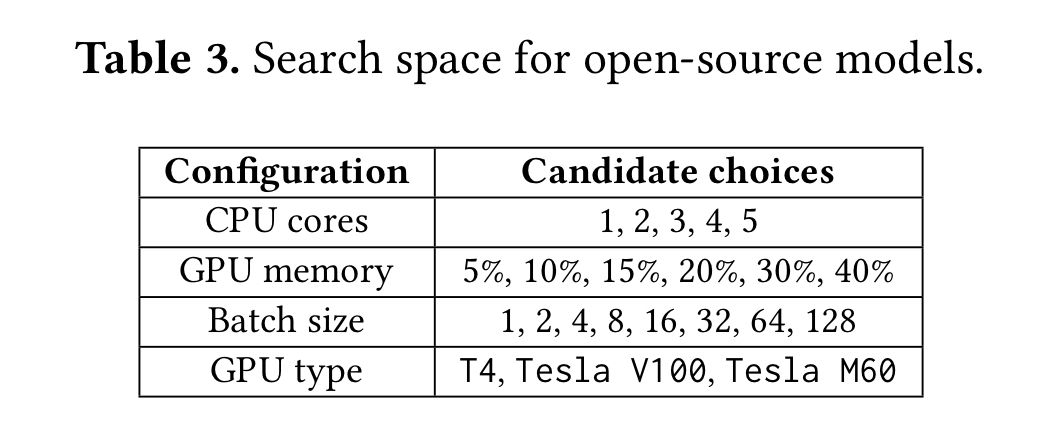 Table 3. Search space for open-source models.
Configuration Candidate choices
CPU cores 1, 2, 3, 4, 5
GPU memory 5%, 10%, 15%, 20%, 30%, 40%
Batch size 1, 2, 4, 8, 16, 32, 64, 128
GPU type T4, Tesla V100, Tesla M60